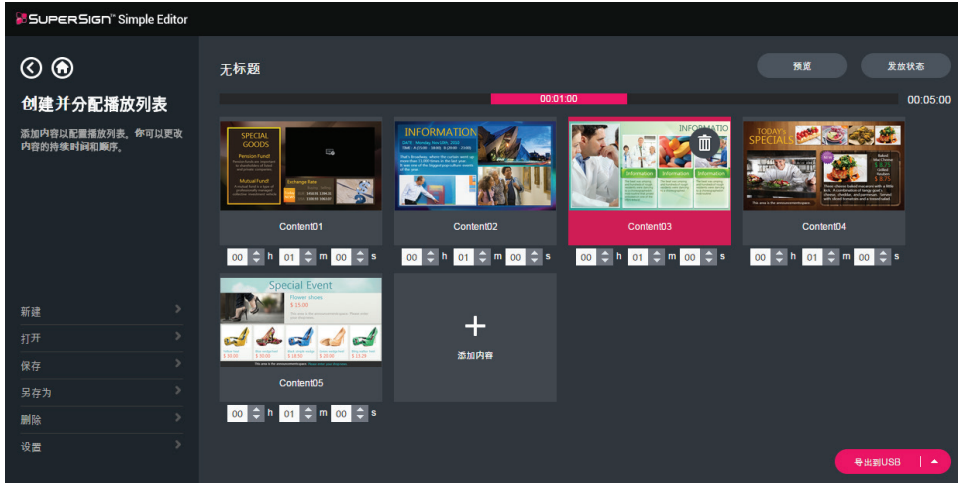 SUPERSIGN™ Simple Editor
创建并分配播放列表
添加内容以配置播放列表。你可以更改
内容的持续时间和顺序。
新建
打开
保存
另存为
删除
设置
无标题
预览
发放状态
00:01:00
00:05:00
SPECIAL
GOODS
Pension Fund!
Mutual Fund!
Exchange Rate
INFORMATION
INFORMATIO
Information
Information
Information
TODAY's
SPECIALS
Content01
Content02
Content03
Content04
00 h 01 m 00 s
00 h 01 m 00 s
00 h 01 m 00 s
00 h 01 m 00 s
Special Event
Flower shoes
$ 15.00
添加内容
Content05
00 h 01 m 00 s
导出到USB